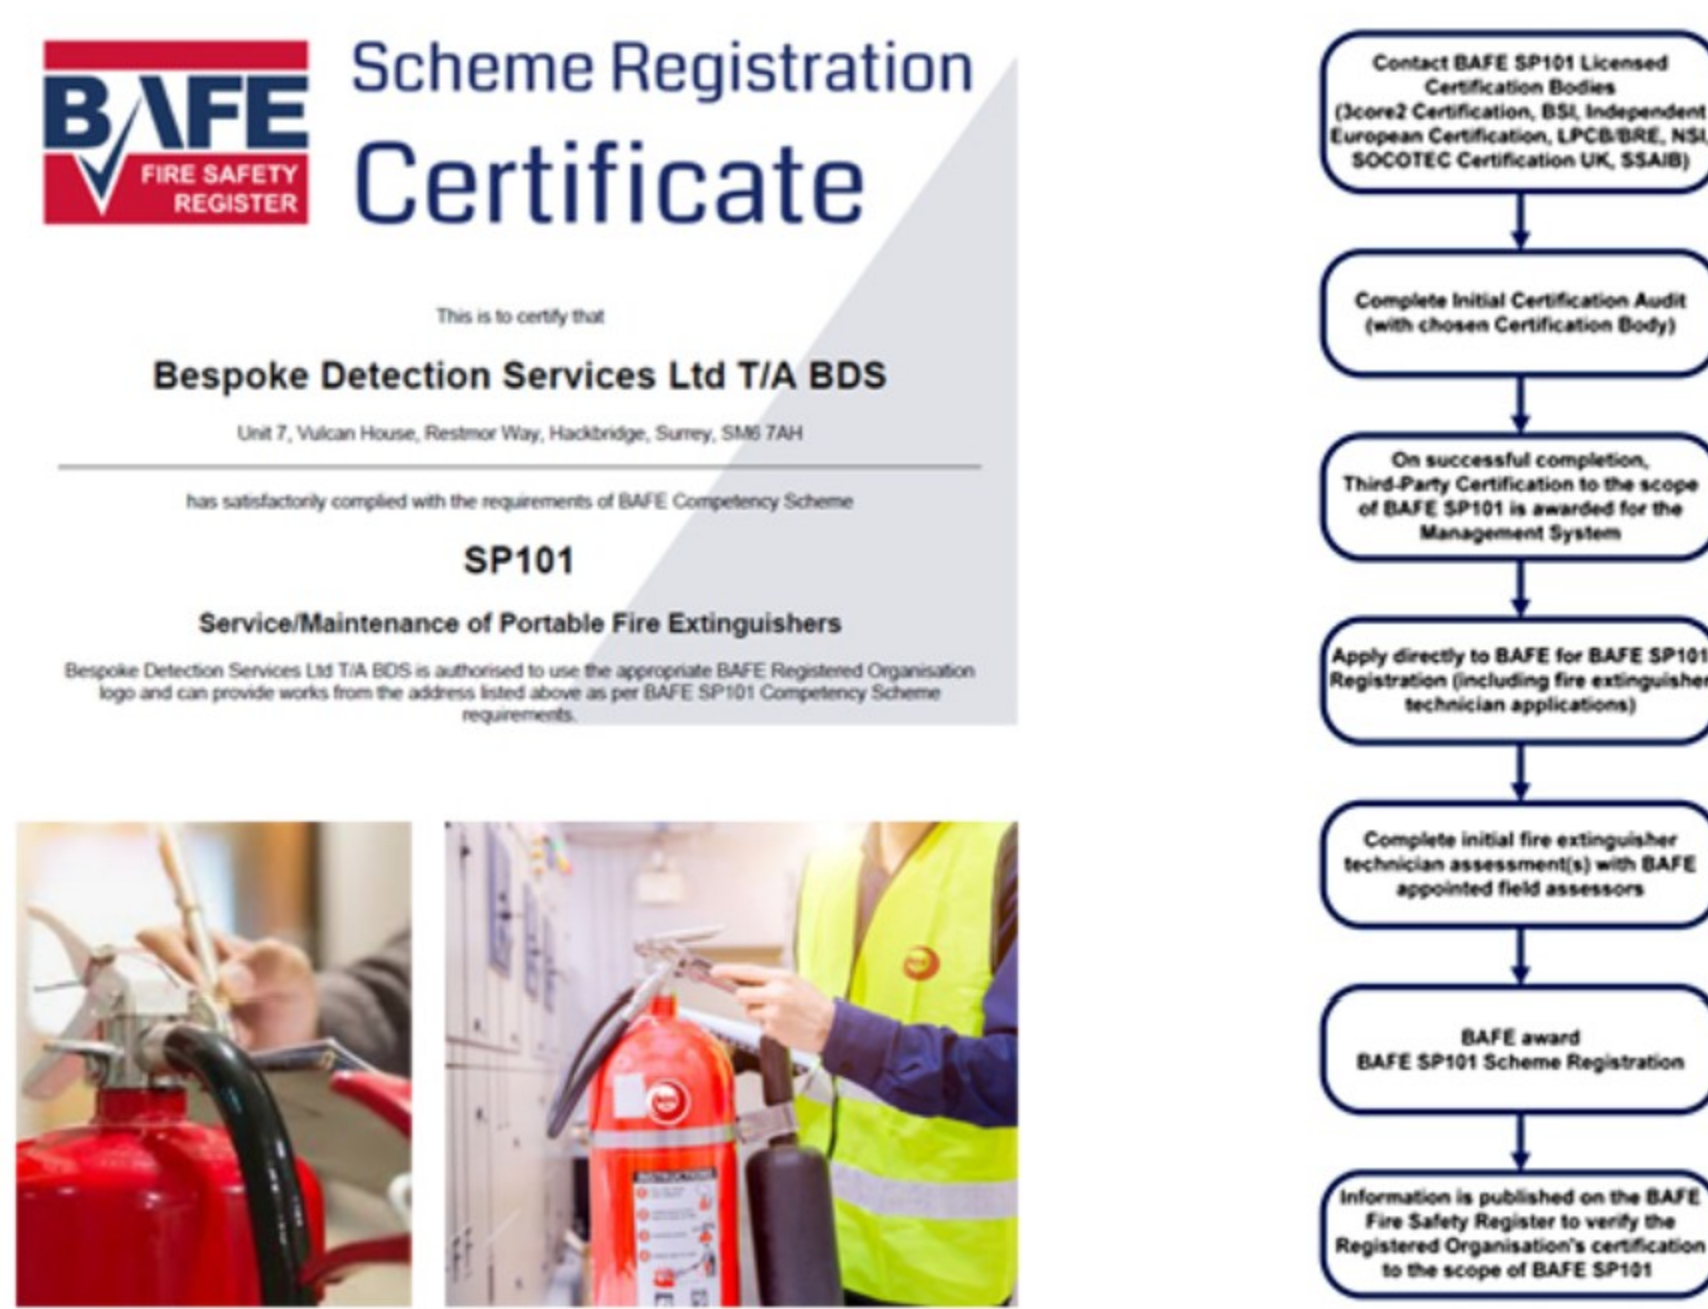 BAFE
FIRE SAFETY
REGISTER
Scheme Registration
Certificate
This is to certify that
Bespoke Detection Services Ltd T/A BDS
Unit 7, Vulcan House, Restmor Way, Hackbridge, Surrey, SM6 7AH
has satisfactorily complied with the requirements of BAFE Competency Scheme
SP101
Service/Maintenance of Portable Fire Extinguishers
Bespoke Detection Services Ltd T/A BDS is authorised to use the appropriate BAFE Registered Organisation
logo and can provide works from the address listed above as per BAFE SP101 Competency Scheme
requirements.
INSTRUCTIONS
Contact BAFE SP101 Licensed
Certification Bodies
(3core2 Certification, BSI, Independent
European Certification, LPCB/BRE, NSI,
SOCOTEC Certification UK, SSAIB)
Complete Initial Certification Audit
(with chosen Certification Body)
On successful completion,
Third-Party Certification to the scope
of BAFE SP101 is awarded for the
Management System
Apply directly to BAFE for BAFE SP101
Registration (including fire extinguisher
technician applications)
Complete initial fire extinguisher
technician assessment(s) with BAFE
appointed field assessors
BAFE award
BAFE SP101 Scheme Registration
Information is published on the BAFE
Fire Safety Register to verify the
Registered Organisation's certification
to the scope of BAFE SP101